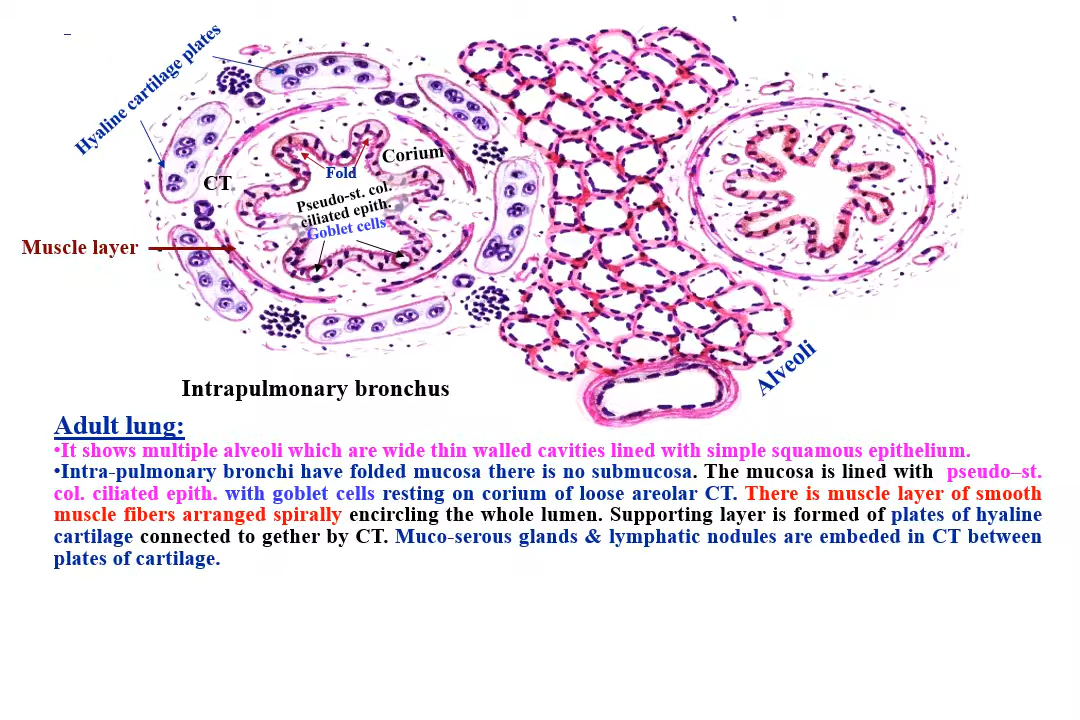 Hyaline cartilage plates
Corium
Fold
CT
Pseudo-st. col.
ciliated epith.
Goblet cells
Muscle layer
Alveoli
Intrapulmonary bronchus
Adult lung:
•It shows multiple alveoli which are wide thin walled cavities lined with simple squamous epithelium.
•Intra-pulmonary bronchi have folded mucosa there is no submucosa. The mucosa is lined with pseudo–st.
col. ciliated epith. with goblet cells resting on corium of loose areolar CT. There is muscle layer of smooth
muscle fibers arranged spirally encircling the whole lumen. Supporting layer is formed of plates of hyaline
cartilage connected to gether by CT. Muco-serous glands & lymphatic nodules are embeded in CT between
plates of cartilage.